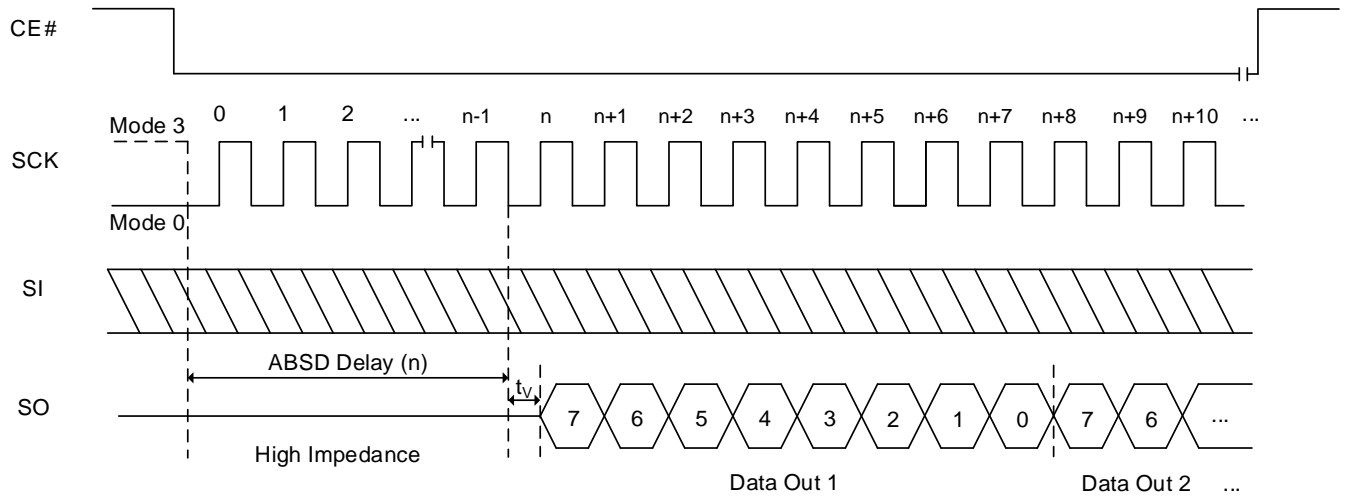 CE#
0 1 2 ... n-1 n n+1 n+2 n+3 n+4 n+5 n+6 n+7 n+8 n+9 n+10 ...
Mode 3
SCK
Mode 0
SI
ABSD Delay (n)
tV
SO
7 6 5 4 3 2 1 0 7 6 ...
High Impedance
Data Out 1 Data Out 2 ...